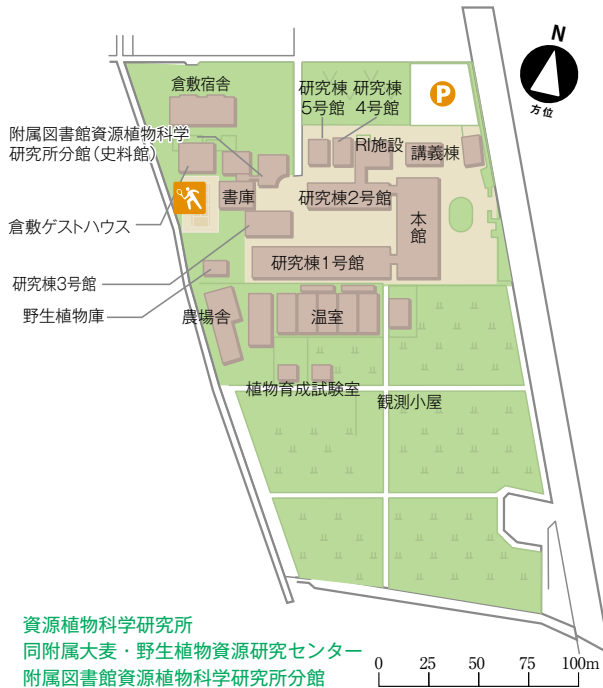 N
方位
P
倉敷宿舎
研究棟
5号館
研究棟
4号館
附属図書館資源植物科学
研究所分館(史料館)
RI施設
講義棟
書庫
研究棟2号館
本館
倉敷ゲストハウス
研究棟1号館
研究棟3号館
野生植物庫
農場舎
温室
植物育成試験室
観測小屋
資源植物科学研究所
同附属大麦・野生植物資源研究センター
附属図書館資源植物科学研究所分館
0 25 50 75 100m